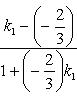 k₁ − (−2/3)
1 + (−2/3)k₁